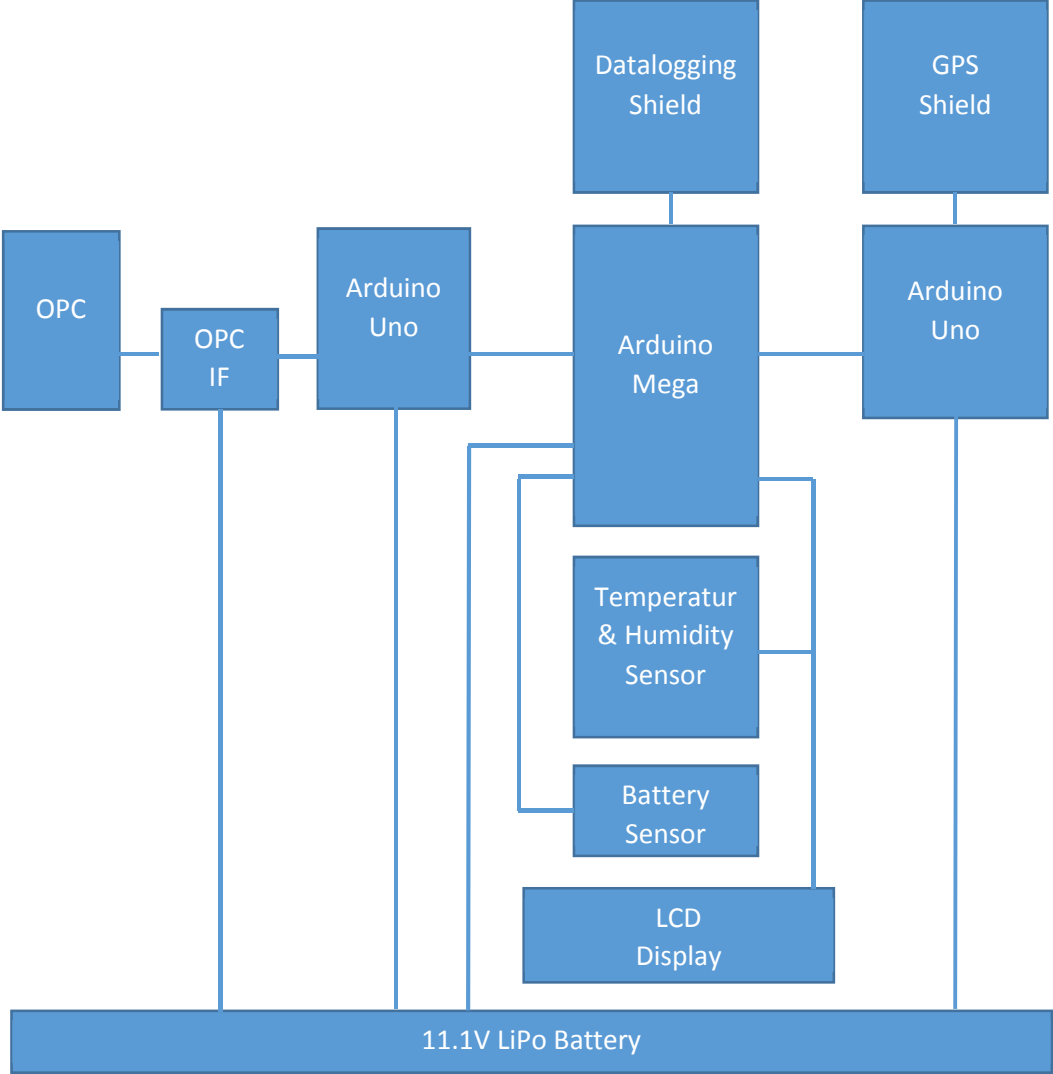 Datalogging
Shield
GPS
Shield
OPC
OPC
IF
Arduino
Uno
Arduino
Mega
Arduino
Uno
Temperatur
& Humidity
Sensor
Battery
Sensor
LCD
Display
11.1V LiPo Battery